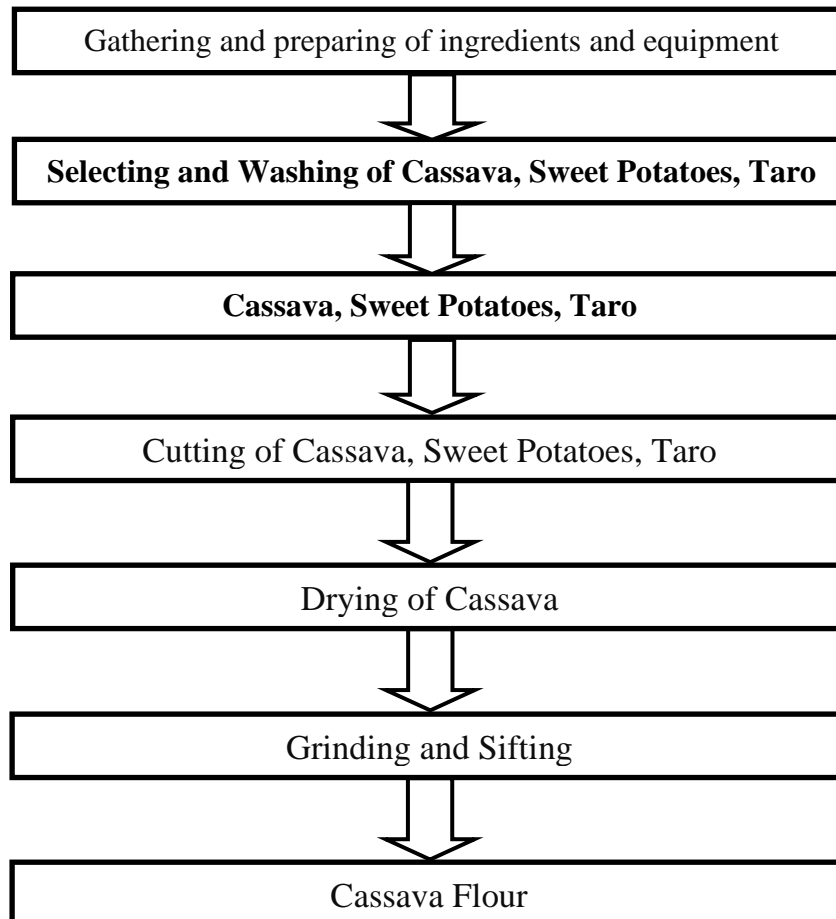 Gathering and preparing of ingredients and equipment
Selecting and Washing of Cassava, Sweet Potatoes, Taro
Cassava, Sweet Potatoes, Taro
Cutting of Cassava, Sweet Potatoes, Taro
Drying of Cassava
Grinding and Sifting
Cassava Flour